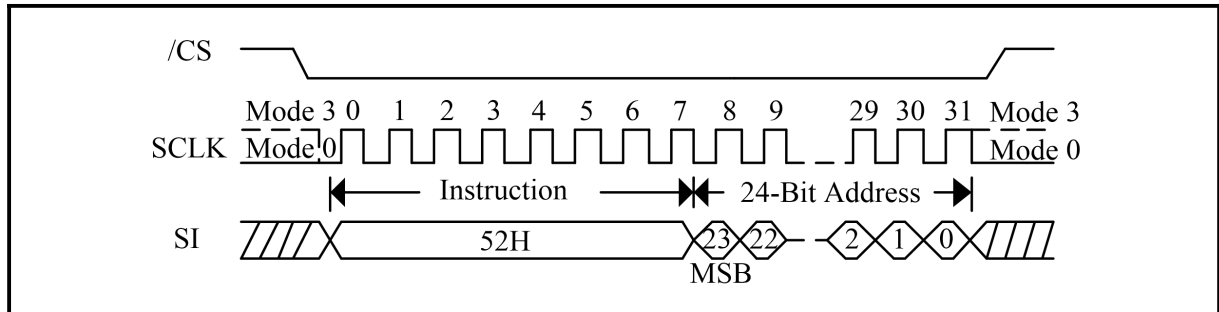 /CS
Mode 3 0 1 2 3 4 5 6 7 8 9 29 30 31 Mode 3
SCLK Mode 0 Mode 0
Instruction 24-Bit Address
SI 52H 23 22 2 1 0
MSB